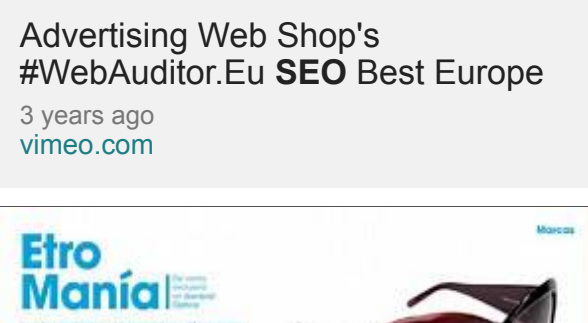 Advertising Web Shop's
#WebAuditor.Eu SEO Best Europe
3 years ago
vimeo.com
Marcas
Etro
Manía